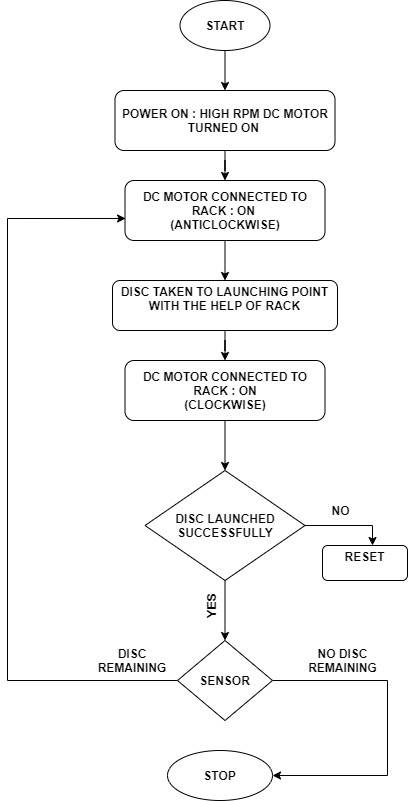 START
POWER ON : HIGH RPM DC MOTOR
TURNED ON
DC MOTOR CONNECTED TO
RACK : ON
(ANTICLOCKWISE)
DISC TAKEN TO LAUNCHING POINT
WITH THE HELP OF RACK
DC MOTOR CONNECTED TO
RACK : ON
(CLOCKWISE)
DISC LAUNCHED
SUCCESSFULLY
NO
RESET
YES
DISC
REMAINING
SENSOR
NO DISC
REMAINING
STOP